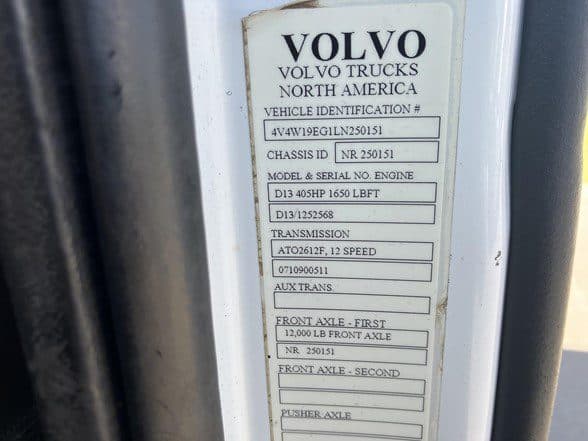 VOLVO
VOLVO TRUCKS
NORTH AMERICA
VEHICLE IDENTIFICATION #
4V4W19EG1LN250151
CHASSIS ID NR 250151
MODEL & SERIAL NO. ENGINE
D13 405HP 1650 LBFT
D13/1252568
TRANSMISSION
ATO2612F, 12 SPEED
0710900511
AUX TRANS
FRONT AXLE - FIRST
12,000 LB FRONT AXLE
NR 250151
FRONT AXLE - SECOND
PUSHER AXLE